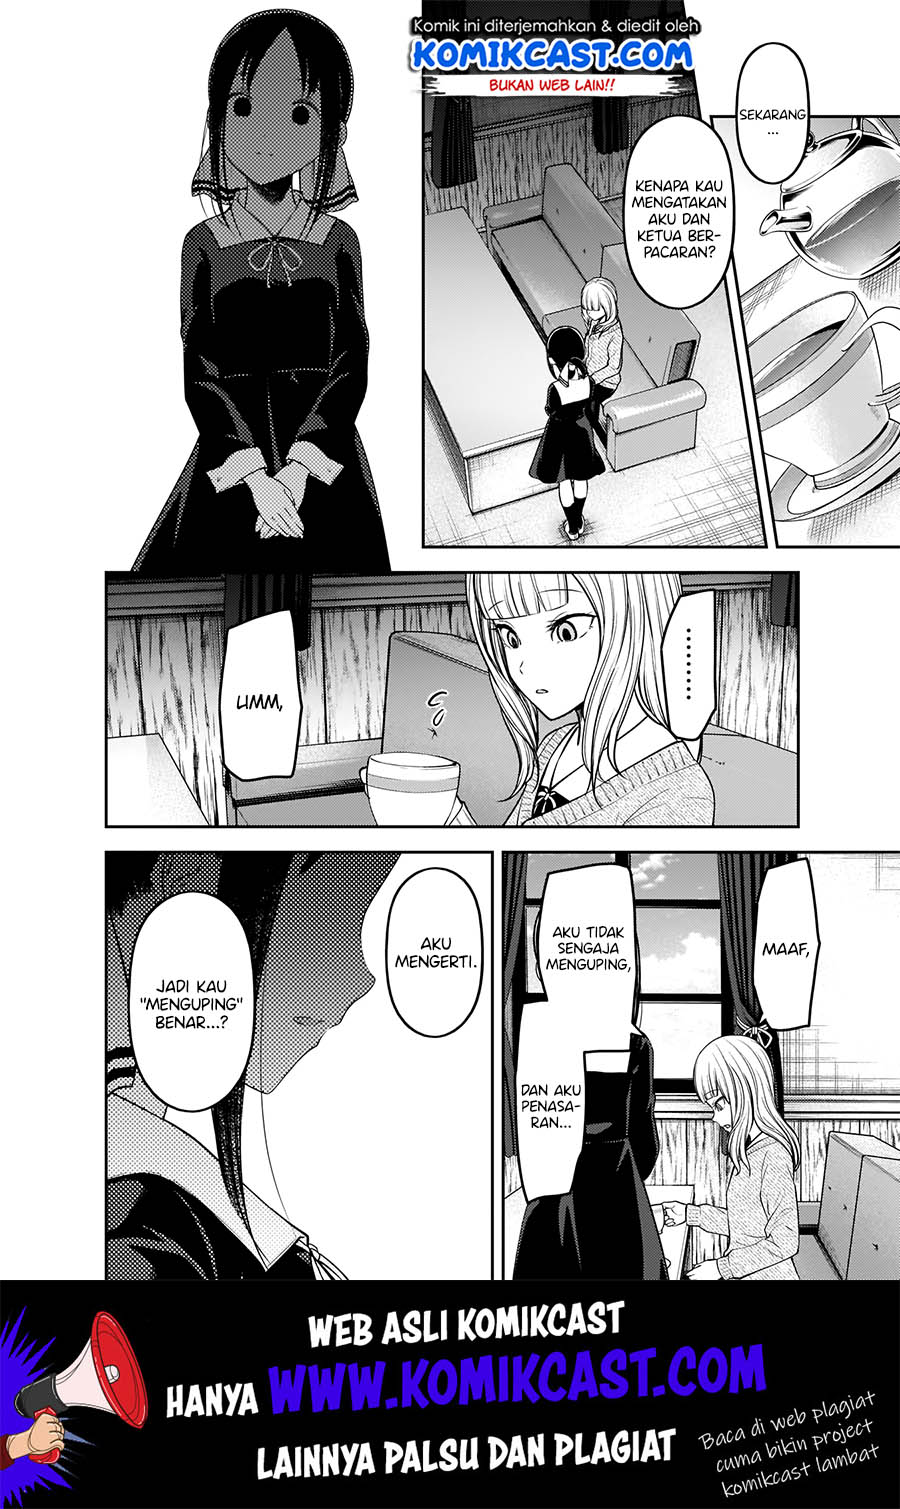 Komik ini diterjemahkan & diedit oleh
KOMIKCAST.COM
BUKAN WEB LAIN!!
SEKARANG
...
KENAPA KAU
MENGATAKAN
AKU DAN
KETUA BER-
PACARAN?
.........
UMM,
MAAF,
AKU TIDAK
SENGAJA
MENGUPING,
DAN AKU
PENASA-
RAN...
AKU
MENGERTI.
JADI KAU
"MENGUPING"
BENAR...?
WEB ASLI KOMIKCAST
HANYA WWW.KOMIKCAST.COM
LAINNYA PALSU DAN PLAGIAT
Baca di web plagiat
cuma bikin project
komikcast lambat